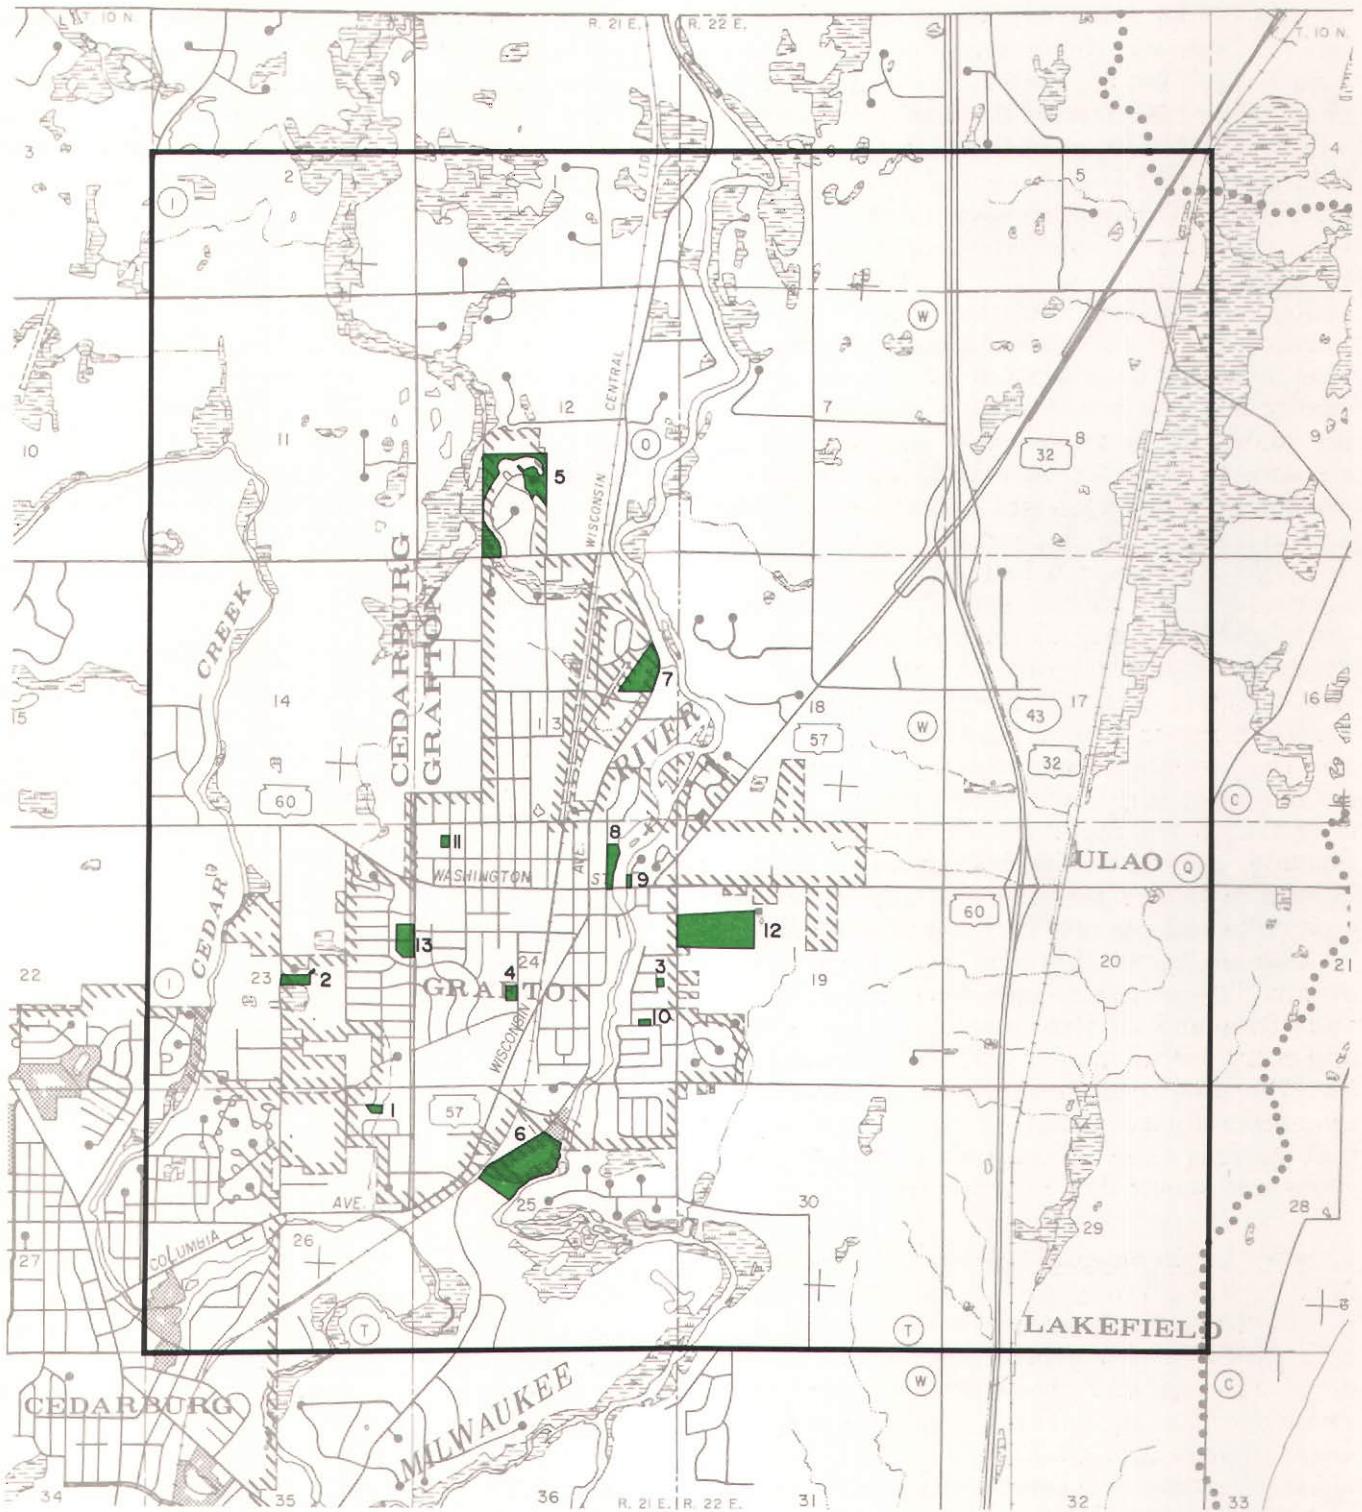 T. 10 N.
R. 21 E.
R. 22 E.
T. 10 N.
3
2
6
5
4
I
W
CENTRAL
12
7
10
11
O
32
8
9
5
WISCONSIN
CEDARBURG
GRAFTON
CREEK
15
14
7
13
18
43
17
16
RIVER
57
W
32
60
C
11
8
ULAO
Q
WASHINGTON
ST
AVE.
9
CEDAR
60
12
13
22
I
23
2
4
24
3
19
20
21
GRAFTON
10
WISCONSIN
1
57
6
AVE.
25
30
29
28
COLUMBIA
26
27
T
T
LAKEFIELD
CEDARBURG
MILWAUKEE
W
C
34
35
36
R. 21 E.
R. 22 E.
31
32
33